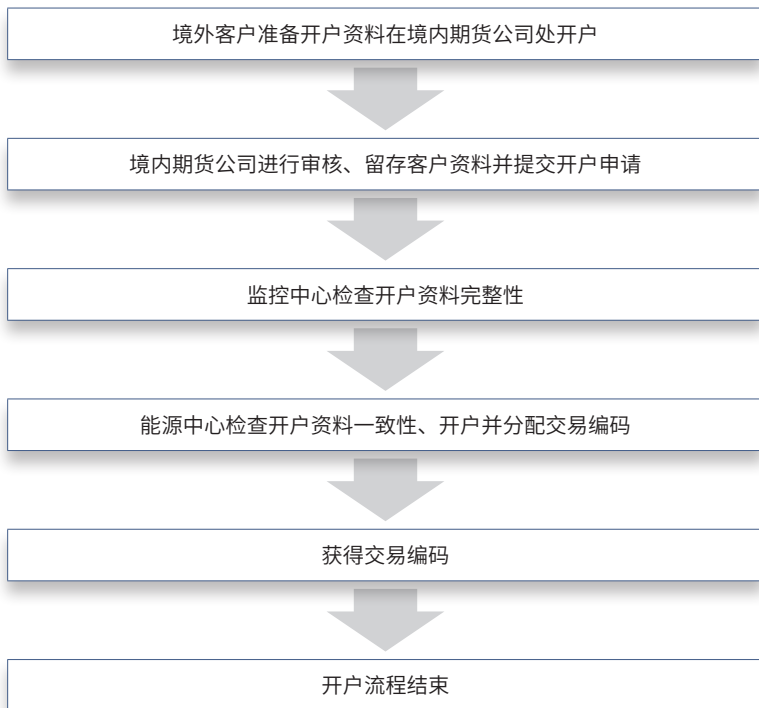 境外客户准备开户资料在境内期货公司处开户
境内期货公司进行审核、留存客户资料并提交开户申请
监控中心检查开户资料完整性
能源中心检查开户资料一致性、开户并分配交易编码
获得交易编码
开户流程结束